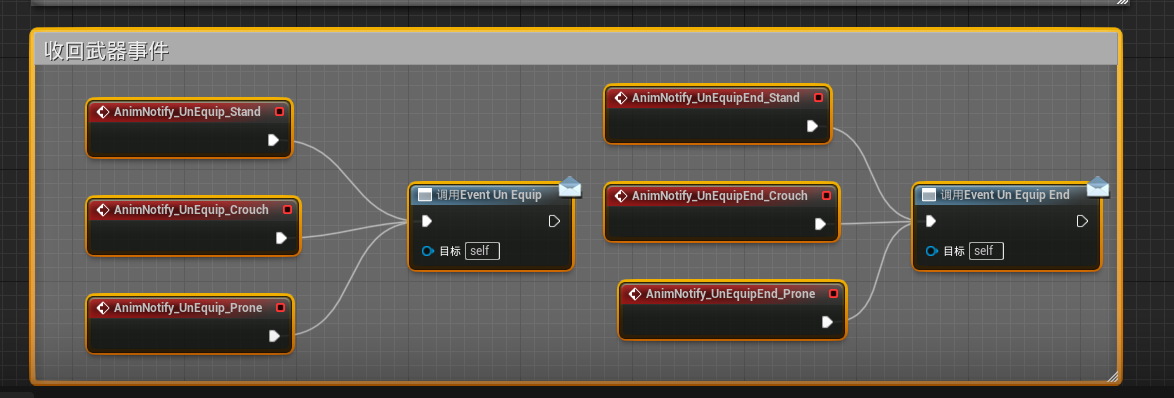 收回武器事件
AnimNotify_UnEquip_Stand
AnimNotify_UnEquip_Crouch
AnimNotify_UnEquip_Prone
调用Event Un Equip
目标 self
AnimNotify_UnEquipEnd_Stand
AnimNotify_UnEquipEnd_Crouch
AnimNotify_UnEquipEnd_Prone
调用Event Un Equip End
目标 self